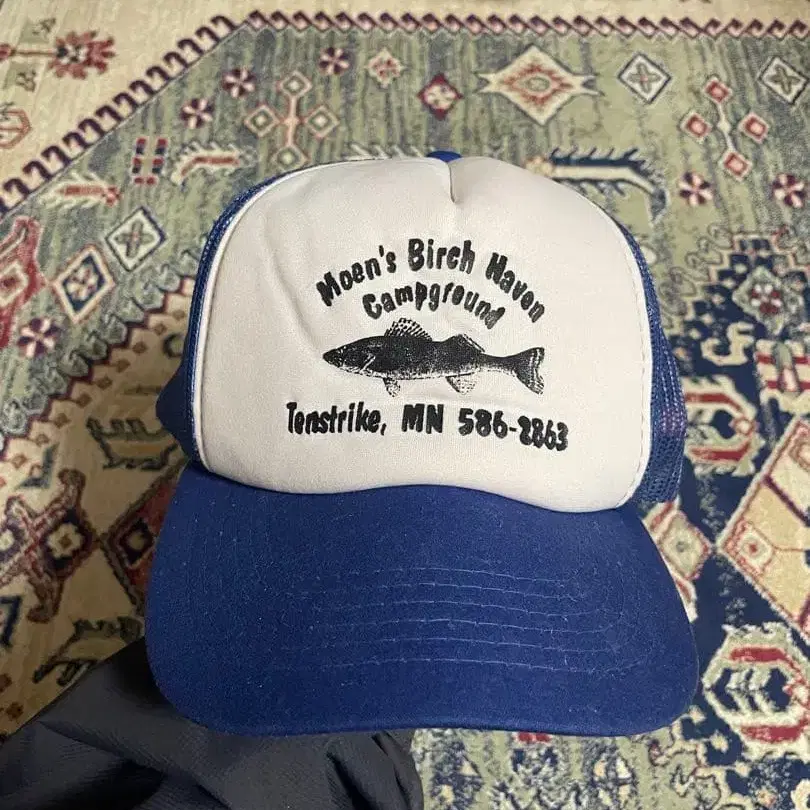 Moen's Birch Haven
Campground
Tenstrike, MN 586-2863